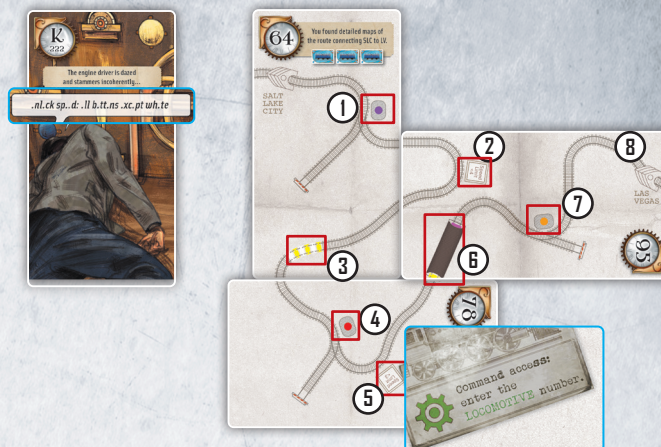 K
222
The engine driver is dazed
and stammers incoherently...
.nl.ck sp..d: .ll b.tt.ns .xc.pt wh.te
64
You found detailed maps of
the route connecting SLC to LV.
SALT
LAKE
CITY
1
2
8
LAS
VEGAS
7
95
3
6
4
78
5
Command access:
enter the
LOCOMOTIVE number.